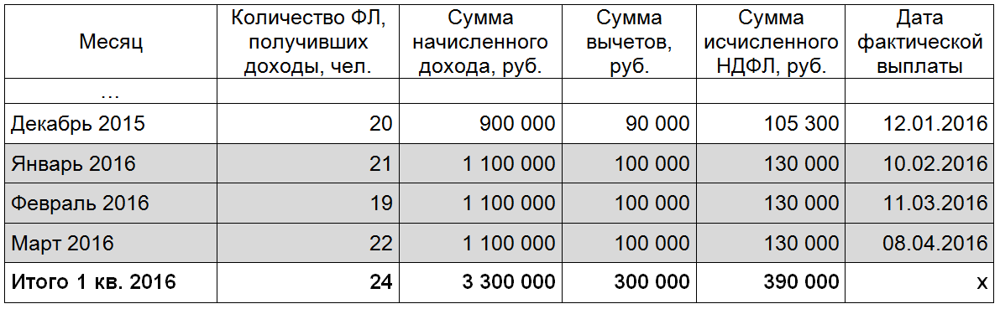 Месяц
Количество ФЛ,
получивших
доходы, чел.
Сумма
начисленного
дохода, руб.
Сумма
вычетов,
руб.
Сумма
исчисленного
НДФЛ, руб.
Дата
фактической
выплаты
…
Декабрь 2015 20 900 000 90 000 105 300 12.01.2016
Январь 2016 21 1 100 000 100 000 130 000 10.02.2016
Февраль 2016 19 1 100 000 100 000 130 000 11.03.2016
Март 2016 22 1 100 000 100 000 130 000 08.04.2016
Итого 1 кв. 2016 24 3 300 000 300 000 390 000 х